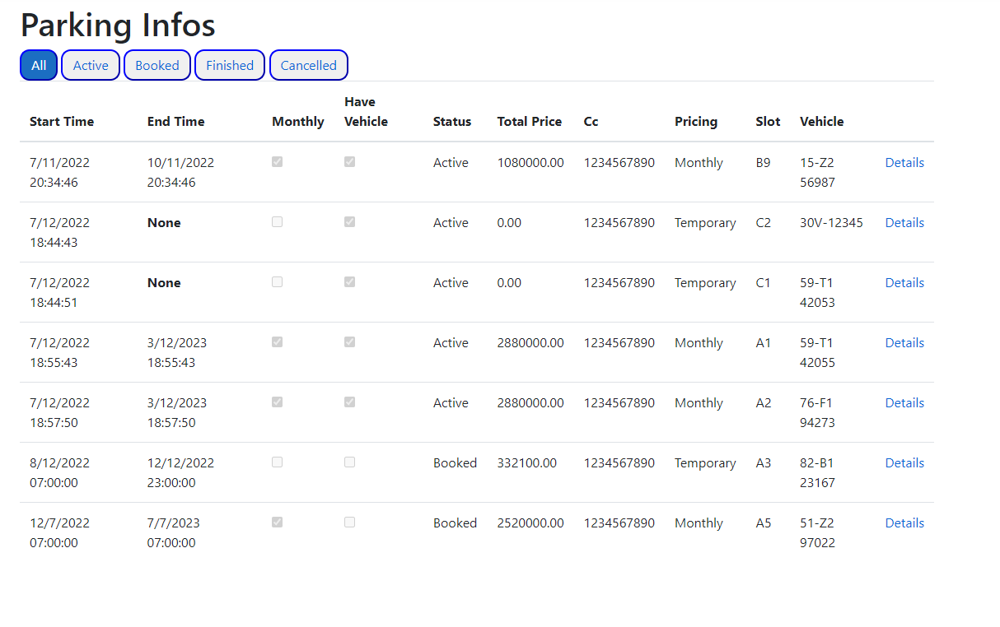 Parking Infos
All Active Booked Finished Cancelled
Start Time End Time Monthly Have Vehicle Status Total Price Cc Pricing Slot Vehicle
7/11/2022 20:34:46 10/11/2022 20:34:46 Active 1080000.00 1234567890 Monthly B9 15-Z2 56987 Details
7/12/2022 18:44:43 None Active 0.00 1234567890 Temporary C2 30V-12345 Details
7/12/2022 18:44:51 None Active 0.00 1234567890 Temporary C1 59-T1 42053 Details
7/12/2022 18:55:43 3/12/2023 18:55:43 Active 2880000.00 1234567890 Monthly A1 59-T1 42055 Details
7/12/2022 18:57:50 3/12/2023 18:57:50 Active 2880000.00 1234567890 Monthly A2 76-F1 94273 Details
8/12/2022 07:00:00 12/12/2022 23:00:00 Booked 332100.00 1234567890 Temporary A3 82-B1 23167 Details
12/7/2022 07:00:00 7/7/2023 07:00:00 Booked 2520000.00 1234567890 Monthly A5 51-Z2 97022 Details